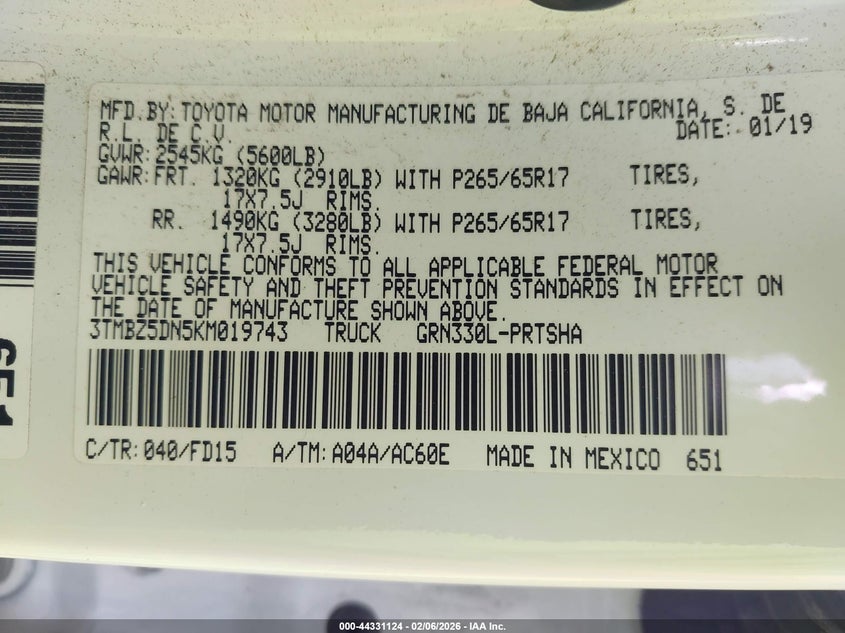 MFD.BY:TOYOTA MOTOR MANUFACTURING DE BAJA CALIFORNIA, S. DE
R.L. DE C.V. DATE: 01/19
GVWR:2545KG (5600LB)
GAWR:FRT. 1320KG (2910LB) WITH P265/65R17 TIRES,
17X7.5J RIMS.
RR. 1490KG (3280LB) WITH P265/65R17 TIRES,
17X7.5J RIMS.
THIS VEHICLE CONFORMS TO ALL APPLICABLE FEDERAL MOTOR
VEHICLE SAFETY AND THEFT PREVENTION STANDARDS IN EFFECT ON
THE DATE OF MANUFACTURE SHOWN ABOVE.
3TMBZ5DN5KM019743 TRUCK GRN330L-PRTSHA
C/TR:040/FD15 A/TM:A04A/AC60E MADE IN MEXICO 651
651
000-44331124 | 02/06/2026 - IAA Inc.